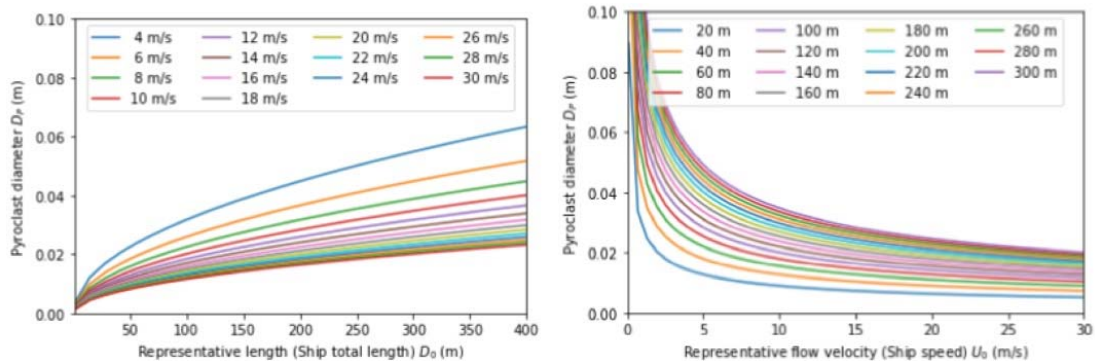 0.10
0.08
0.06
0.04
0.02
0.00
Pyroclast diameter D_P (m)
4 m/s 12 m/s 20 m/s 26 m/s
6 m/s 14 m/s 22 m/s 28 m/s
8 m/s 16 m/s 24 m/s 30 m/s
10 m/s 18 m/s
50 100 150 200 250 300 350 400
Representative length (Ship total length) D_0 (m)
0.10
0.08
0.06
0.04
0.02
0.00
Pyroclast diameter D_P (m)
20 m 100 m 180 m 260 m
40 m 120 m 200 m 280 m
60 m 140 m 220 m 300 m
80 m 160 m 240 m
0 5 10 15 20 25 30
Representative flow velocity (Ship speed) U_0 (m/s)